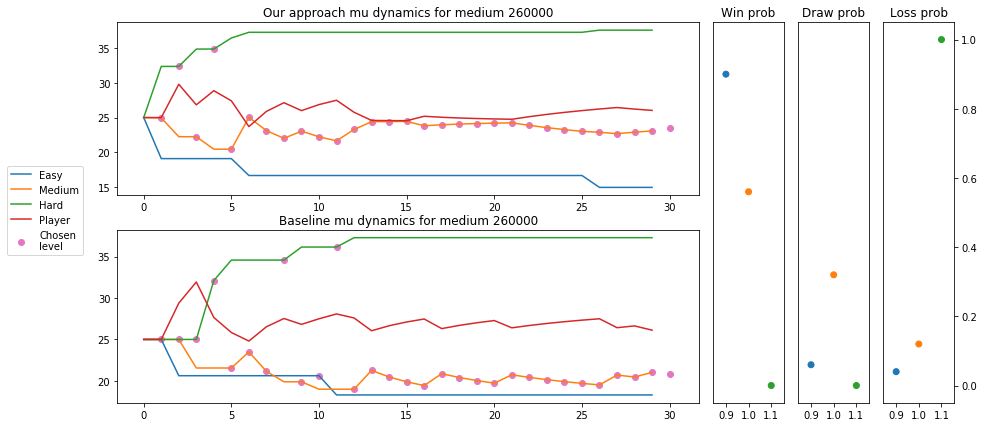 Our approach mu dynamics for medium 260000
35
30
25
20
15
0 5 10 15 20 25 30
Easy
Medium
Hard
Player
Chosen
level
Baseline mu dynamics for medium 260000
35
30
25
20
0 5 10 15 20 25 30
Win prob
0.9 1.0 1.1
Draw prob
0.9 1.0 1.1
Loss prob
1.0
0.8
0.6
0.4
0.2
0.0
0.9 1.0 1.1